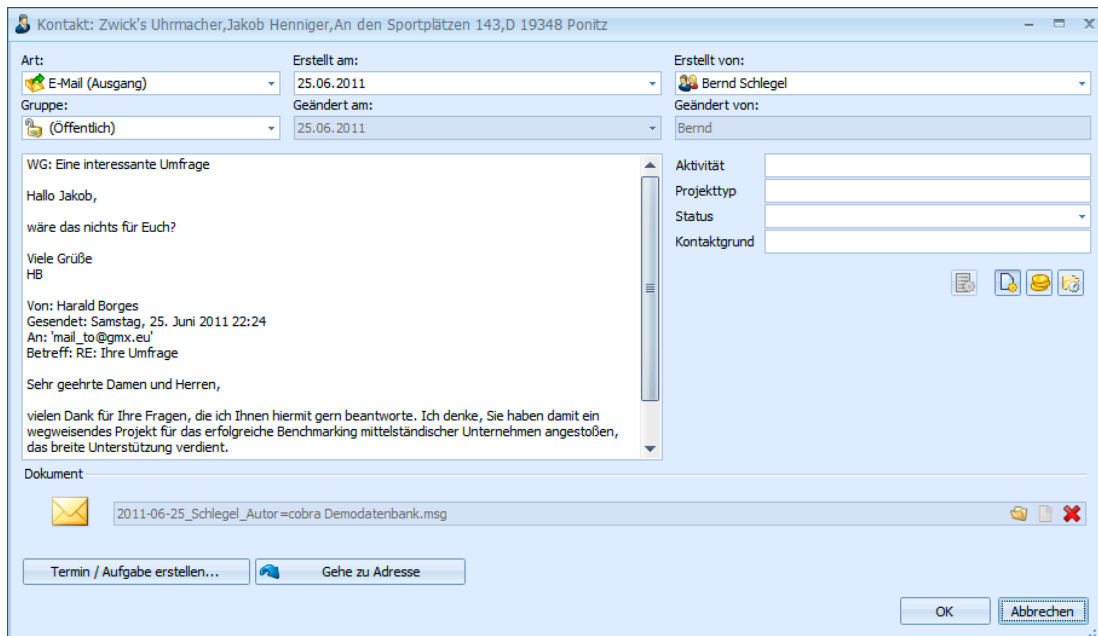 Kontakt: Zwick's Uhrmacher,Jakob Henniger,An den Sportplätzen 143,D 19348 Ponitz
Art:
E-Mail (Ausgang)
Erstellt am:
25.06.2011
Erstellt von:
Bernd Schlegel
Gruppe:
(Öffentlich)
Geändert am:
25.06.2011
Geändert von:
Bernd
WG: Eine interessante Umfrage
Hallo Jakob,
wäre das nichts für Euch?
Viele Grüße
HB
Von: Harald Borges
Gesendet: Samstag, 25. Juni 2011 22:24
An: 'mail_to@gmx.eu'
Betreff: RE: Ihre Umfrage
Sehr geehrte Damen und Herren,
vielen Dank für Ihre Fragen, die ich Ihnen hiermit gern beantworte. Ich denke, Sie haben damit ein
wegweisendes Projekt für das erfolgreiche Benchmarking mittelständischer Unternehmen angestoßen,
das breite Unterstützung verdient.
Aktivität
Projekttyp
Status
Kontaktgrund
Dokument
2011-06-25_Schlegel_Autor=cobra Demodatenbank.msg
Termin / Aufgabe erstellen...
Gehe zu Adresse
OK
Abbrechen